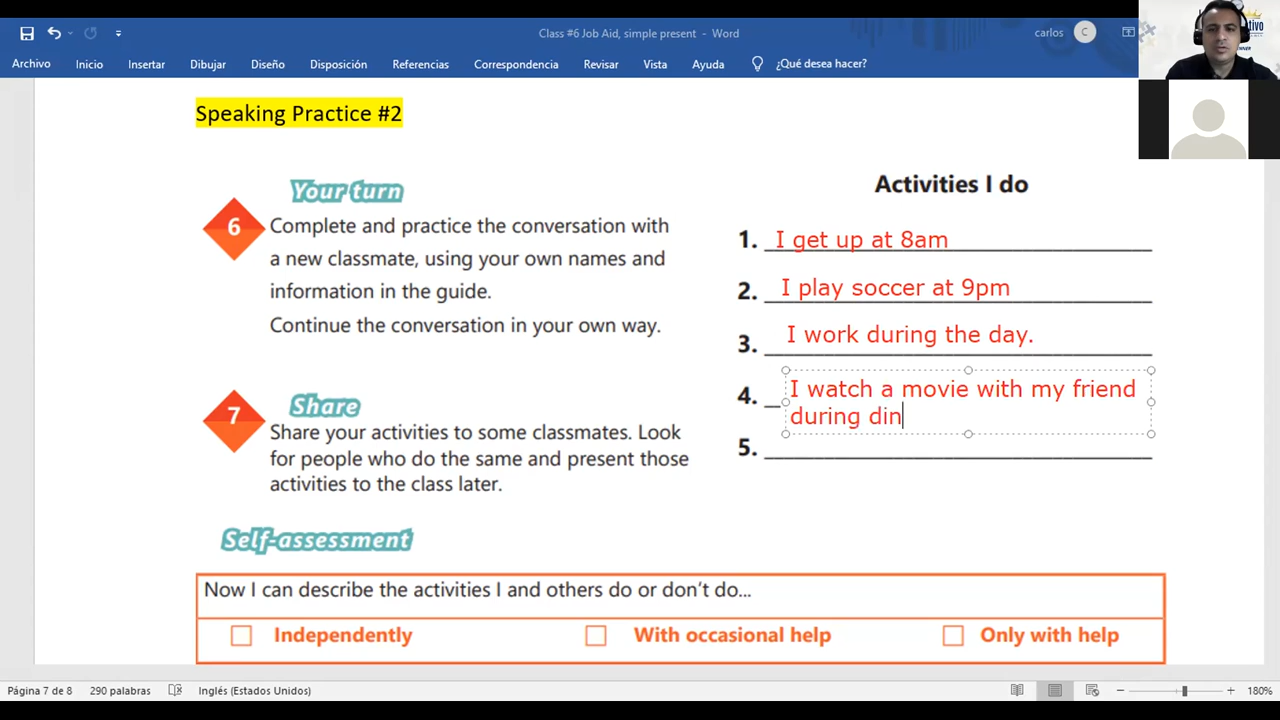 Class #6 Job Aid, simple present - Word
carlos
C
Archivo Inicio Insertar Dibujar Diseño Disposición Referencias Correspondencia Revisar Vista Ayuda ¿Qué desea hacer?
Speaking Practice #2
Your turn
6
Complete and practice the conversation with
a new classmate, using your own names and
information in the guide.
Continue the conversation in your own way.
7
Share
Share your activities to some classmates. Look
for people who do the same and present those
activities to the class later.
Activities I do
1. I get up at 8am
2. I play soccer at 9pm
3. I work during the day.
4. I watch a movie with my friend
during din
5.
Self-assessment
Now I can describe the activities I and others do or don't do...
Independently With occasional help Only with help
Página 7 de 8 290 palabras Inglés (Estados Unidos) 180%